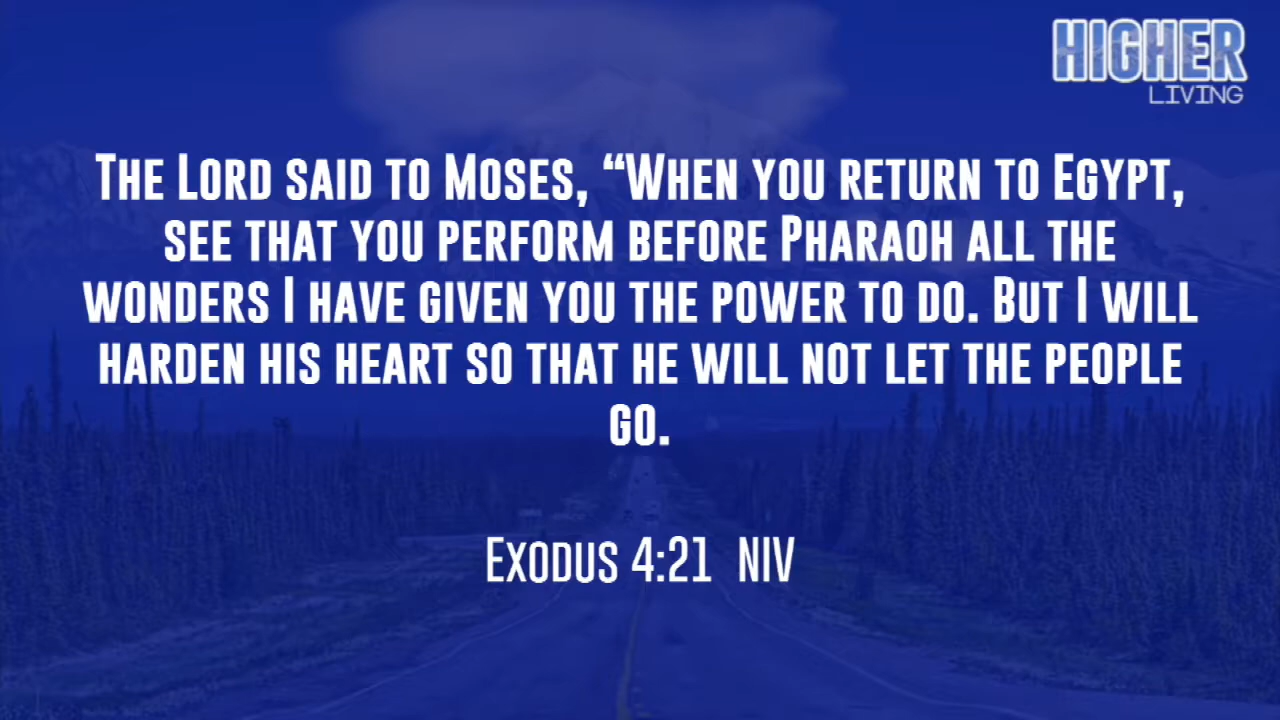 HIGHER
LIVING
The Lord said to Moses, “When you return to Egypt,
see that you perform before Pharaoh all the
wonders I have given you the power to do. But I will
harden his heart so that he will not let the people
go.
Exodus 4:21 NIV